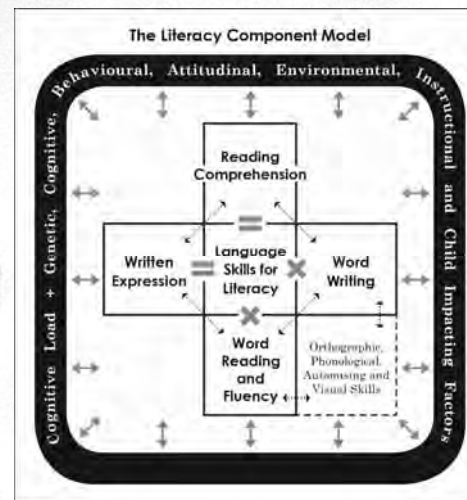 The Literacy Component Model
Cognitive Load + Genetic, Cognitive, Behavioural, Attitudinal, Environmental, Instructional and Child Impacting Factors
Reading
Comprehension
Written
Expression
=
=
Language
Skills for
Literacy
×
×
Word
Writing
Word
Reading
and
Fluency
Orthographic,
Phonological,
Automising and
Visual Skills